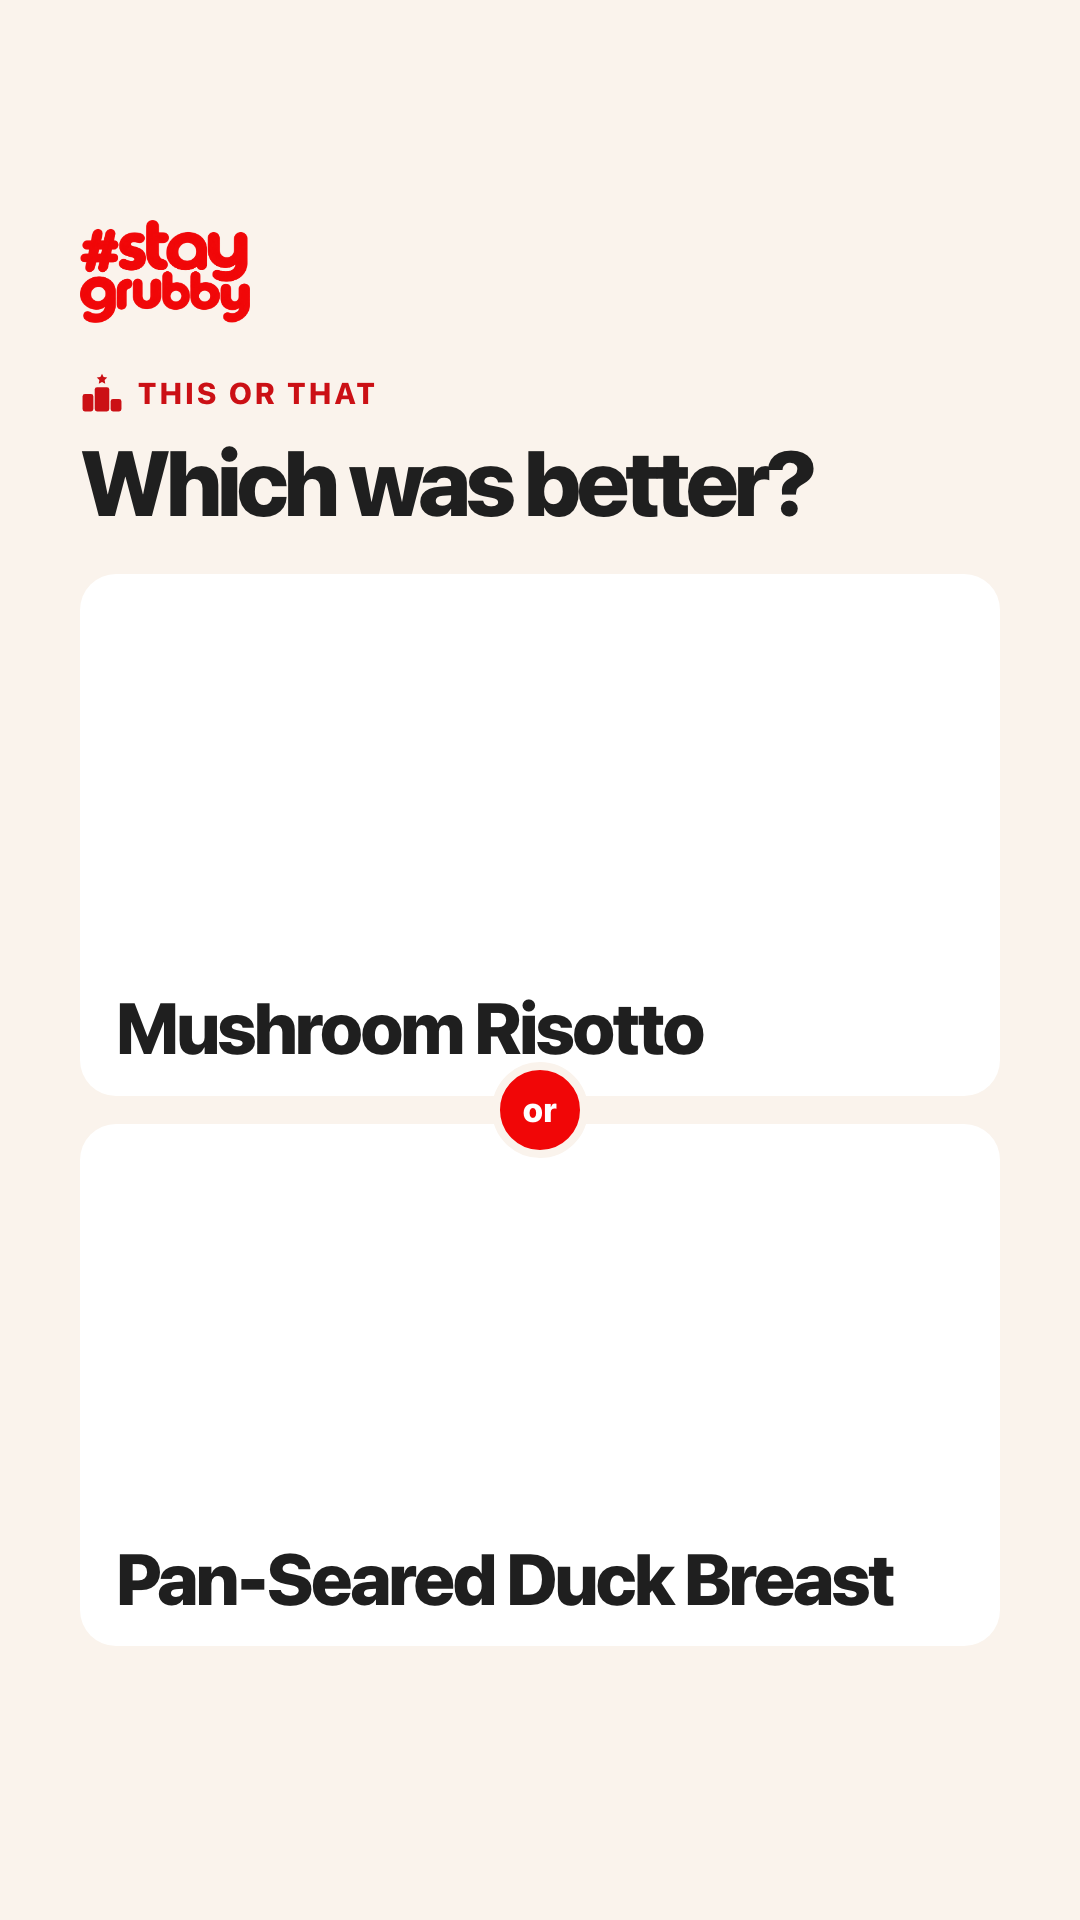 #stay
grubby
THIS OR THAT
Which was better?
Mushroom Risotto
or
Pan-Seared Duck Breast